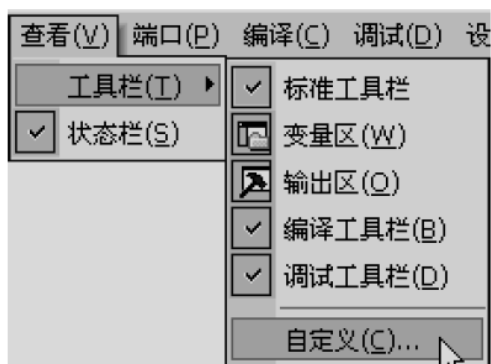 查看(V) 端口(P) 编译(C) 调试(D) 设
工具栏(T)
状态栏(S)
标准工具栏
变量区(W)
输出区(O)
编译工具栏(B)
调试工具栏(D)
自定义(C)...